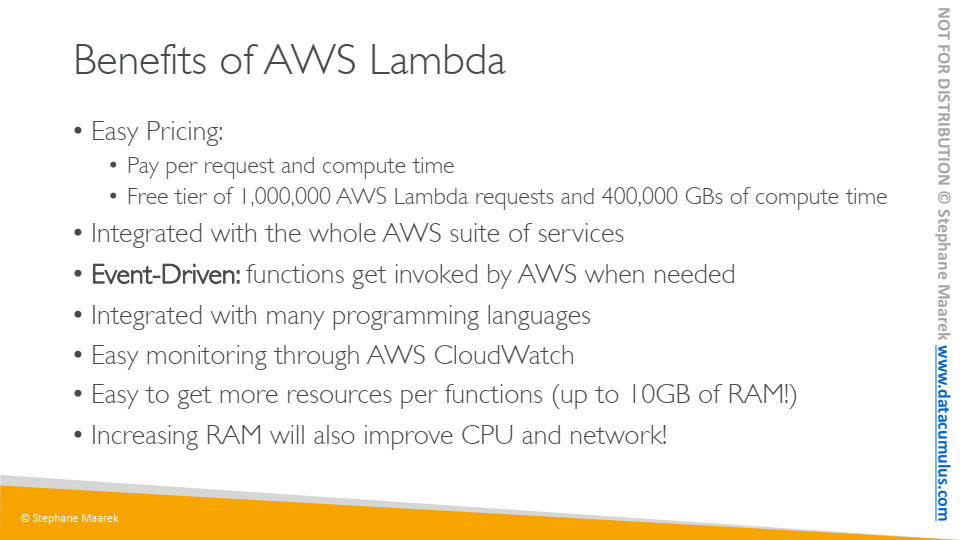 Benefits of AWS Lambda
• Easy Pricing:
• Pay per request and compute time
• Free tier of 1,000,000 AWS Lambda requests and 400,000 GBs of compute time
• Integrated with the whole AWS suite of services
• Event-Driven: functions get invoked by AWS when needed
• Integrated with many programming languages
• Easy monitoring through AWS CloudWatch
• Easy to get more resources per functions (up to 10GB of RAM!)
• Increasing RAM will also improve CPU and network!
© Stephane Maarek
NOT FOR DISTRIBUTION © Stephane Maarek www.datacumulus.com